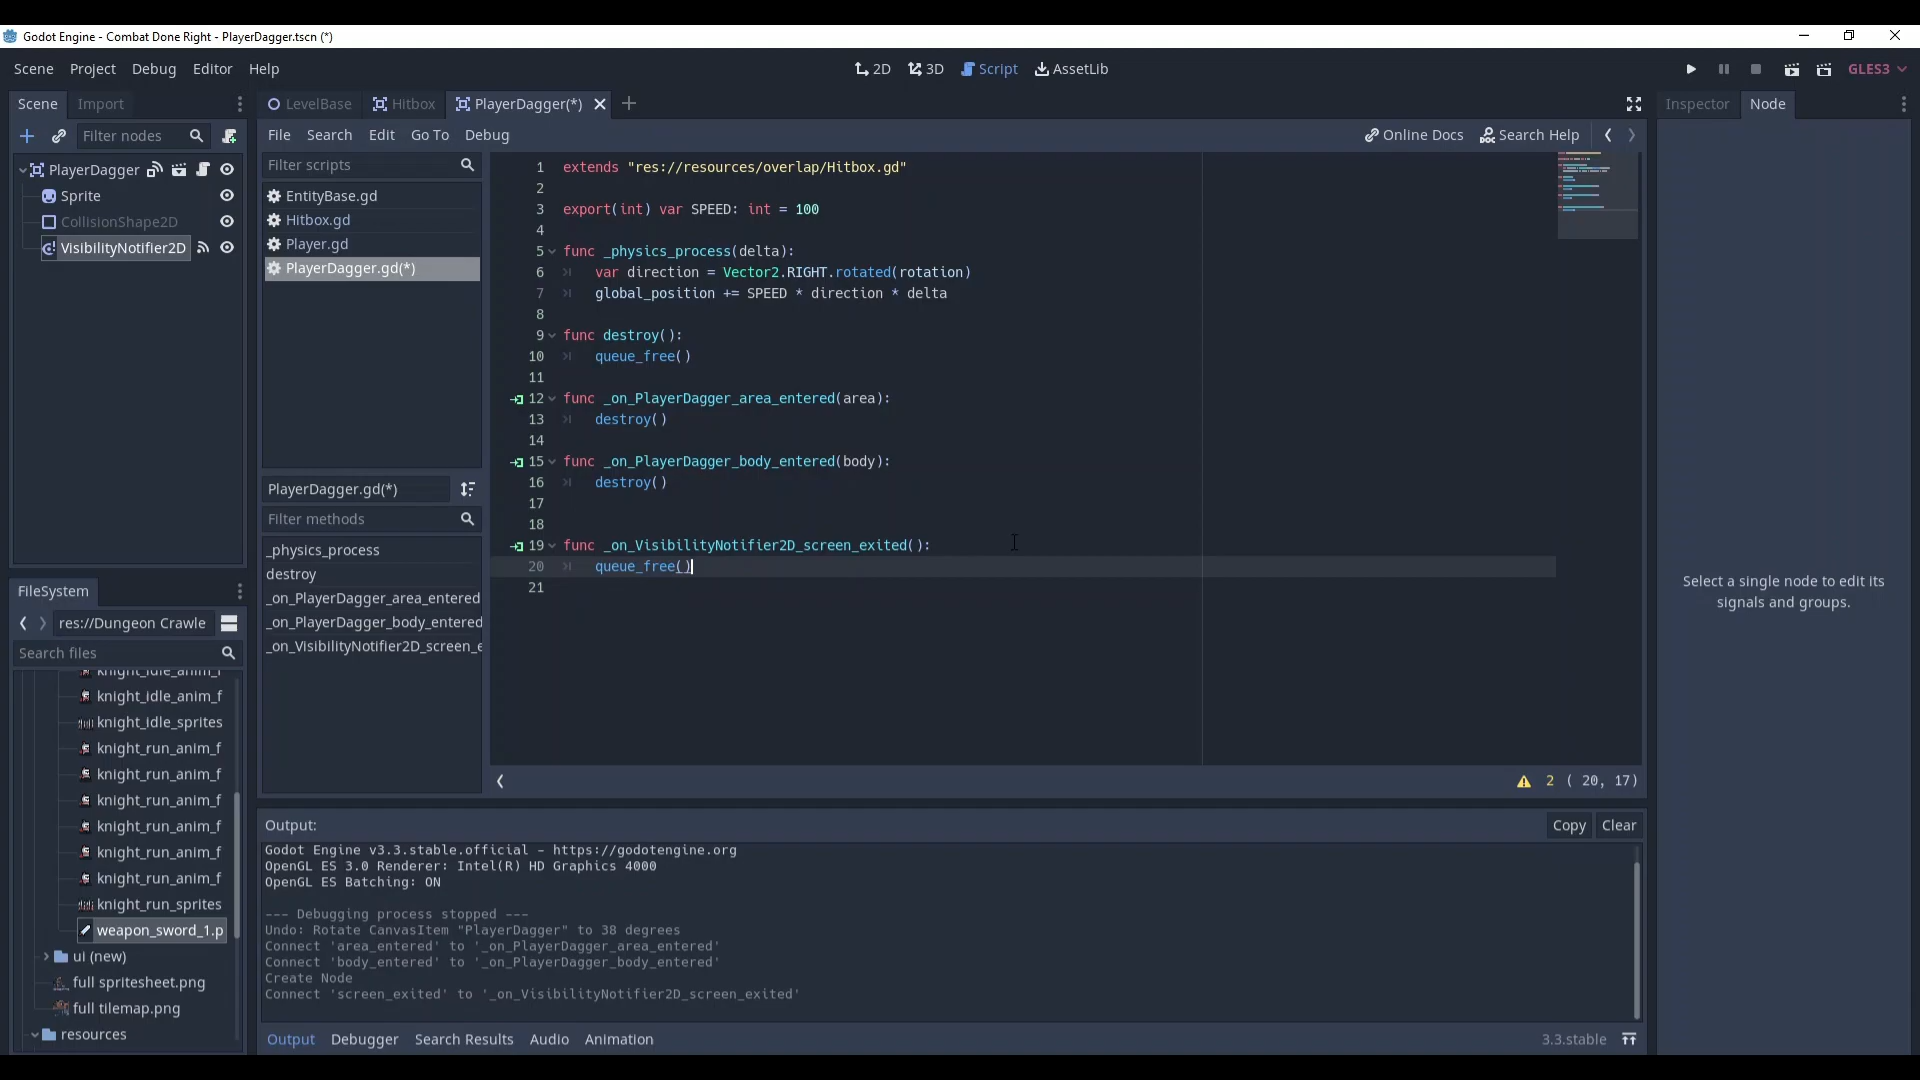 Godot Engine - Combat Done Right - PlayerDagger.tscn (*)
Scene Project Debug Editor Help
2D 3D Script AssetLib
GLES3
Scene Import
Filter nodes
PlayerDagger
Sprite
CollisionShape2D
VisibilityNotifier2D
FileSystem
res://Dungeon Crawle
Search files
knight_idle_anim_f
knight_idle_anim_f
knight_idle_sprites
knight_run_anim_f
knight_run_anim_f
knight_run_anim_f
knight_run_anim_f
knight_run_anim_f
knight_run_anim_f
knight_run_sprites
weapon_sword_1.p
ui (new)
full spritesheet.png
full tilemap.png
resources
LevelBase Hitbox PlayerDagger(*)
File Search Edit Go To Debug
Online Docs Search Help
Filter scripts
EntityBase.gd
Hitbox.gd
Player.gd
PlayerDagger.gd(*)
PlayerDagger.gd(*)
Filter methods
_physics_process
destroy
_on_PlayerDagger_area_entered
_on_PlayerDagger_body_entered
_on_VisibilityNotifier2D_screen_e
1 extends "res://resources/overlap/Hitbox.gd"
2
3 export(int) var SPEED: int = 100
4
5 func _physics_process(delta):
6 var direction = Vector2.RIGHT.rotated(rotation)
7 global_position += SPEED * direction * delta
8
9 func destroy():
10 queue_free()
11
12 func _on_PlayerDagger_area_entered(area):
13 destroy()
14
15 func _on_PlayerDagger_body_entered(body):
16 destroy()
17
18
19 func _on_VisibilityNotifier2D_screen_exited():
20 queue_free()
21
2 ( 20, 17)
Output:
Copy Clear
Godot Engine v3.3.stable.official - https://godotengine.org
OpenGL ES 3.0 Renderer: Intel(R) HD Graphics 4000
OpenGL ES Batching: ON
--- Debugging process stopped ---
Undo: Rotate CanvasItem "PlayerDagger" to 38 degrees
Connect 'area_entered' to '_on_PlayerDagger_area_entered'
Connect 'body_entered' to '_on_PlayerDagger_body_entered'
Create Node
Connect 'screen_exited' to '_on_VisibilityNotifier2D_screen_exited'
Output Debugger Search Results Audio Animation
3.3.stable
Inspector Node
Select a single node to edit its
signals and groups.